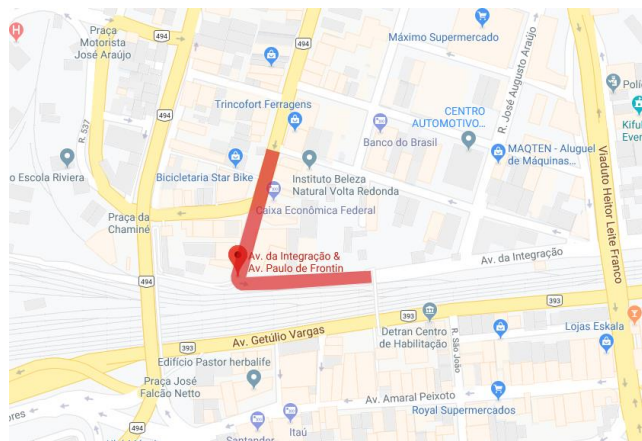 Praça
Motorista
José Araújo
494
494
Máximo Supermercado
R. 537
Trincofort Ferragens
R. José Augusto Araújo
CENTRO
AUTOMOTIVO...
Banco do Brasil
MAQTEN - Aluguel
de Máquinas...
Políc
Kiful
Even
o Escola Riviera
Bicicletaria Star Bike
Instituto Beleza
Natural Volta Redonda
Caixa Econômica Federal
Praça da
Chaminé
Viaduto Heitor Leite Franco
Av. da Integração &
Av. Paulo de Frontin
Av. da Integração
494
393
393
393
Av. Getúlio Vargas
Detran Centro
de Habilitação
R. São João
Lojas Eskala
Edifício Pastor herbalife
Praça José
Falcão Netto
Av. Amaral Peixoto
ores
Royal Supermercados
Itaú
Santander